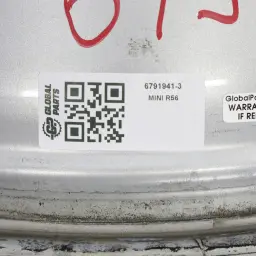 GLOBAL
PARTS
6791941-3
MINI R56
GlobalPa
WARRA
IF RE